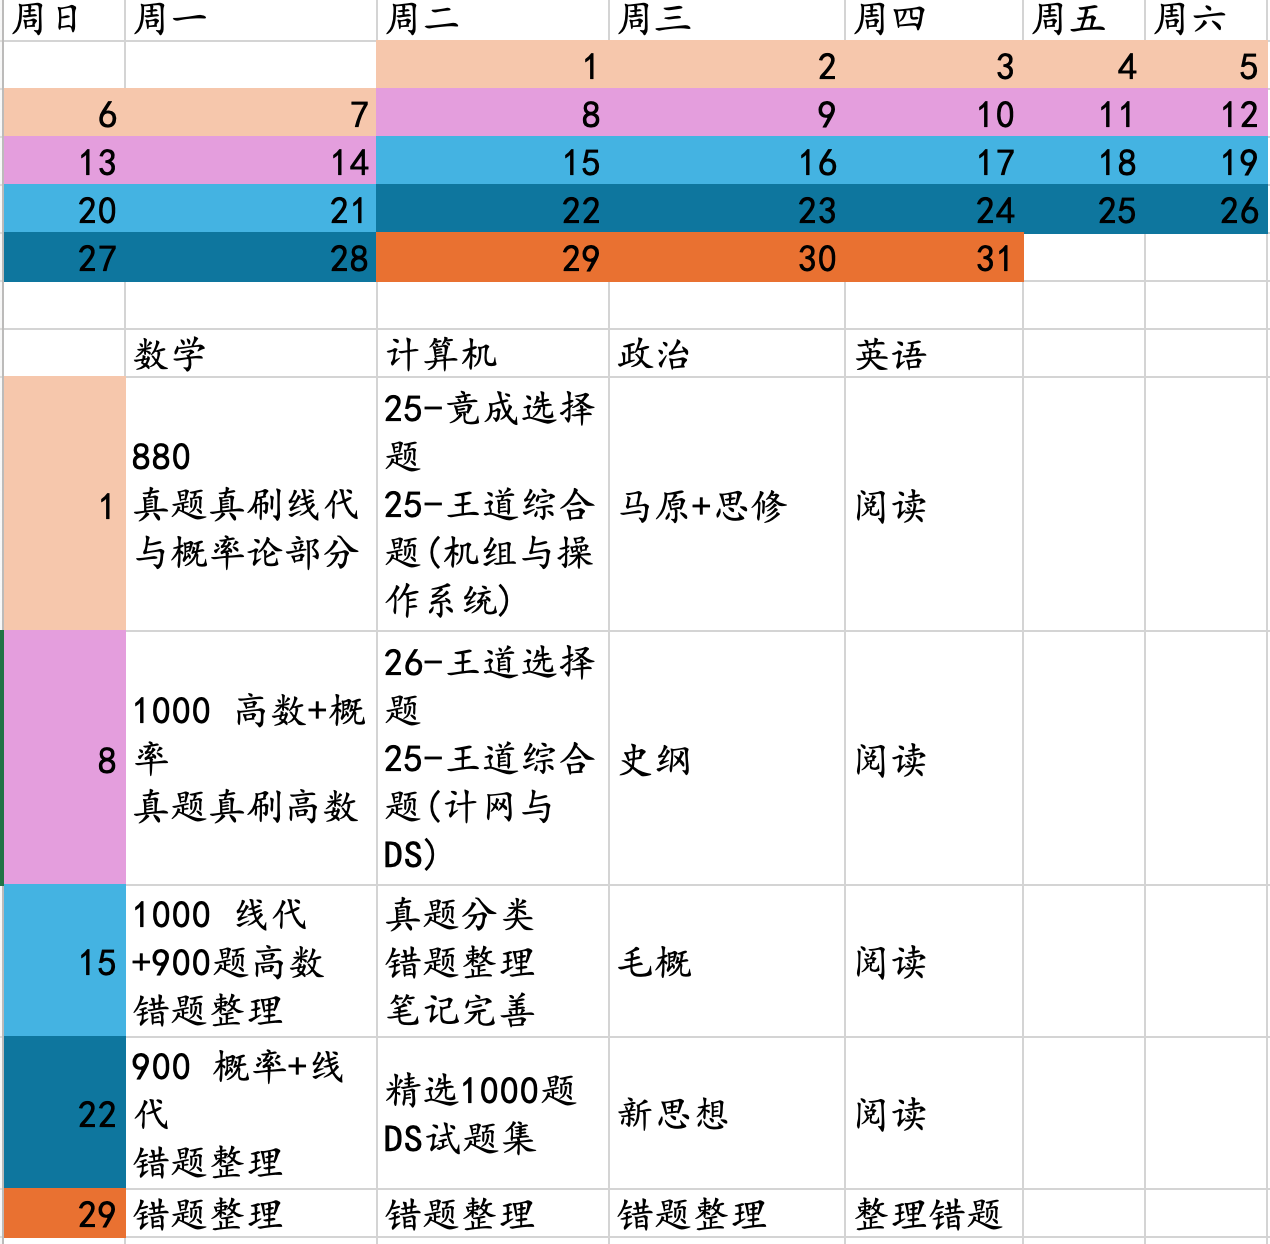 周日 周一 周二 周三 周四 周五 周六
1 2 3 4 5
6 7 8 9 10 11 12
13 14 15 16 17 18 19
20 21 22 23 24 25 26
27 28 29 30 31
数学 计算机 政治 英语
1
880
真题真刷线代
与概率论部分
25-竟成选择
题
25-王道综合
题(机组与操
作系统)
马原+思修
阅读
8
1000 高数+概
率
真题真刷高数
26-王道选择
题
25-王道综合
题(计网与
DS)
史纲
阅读
15
1000 线代
+900题高数
错题整理
真题分类
错题整理
笔记完善
毛概
阅读
22
900 概率+线
代
错题整理
精选1000题
DS试题集
新思想
阅读
29 错题整理 错题整理 错题整理 整理错题